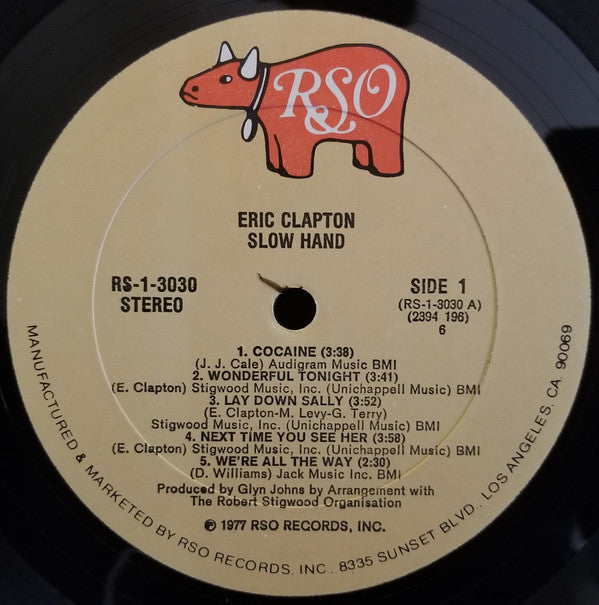 RSO
ERIC CLAPTON
SLOW HAND
RS-1-3030
STEREO
SIDE 1
(RS-1-3030 A)
(2394 196)
6
1. COCAINE (3:38)
(J. J. Cale) Audigram Music BMI
2. WONDERFUL TONIGHT (3:41)
(E. Clapton) Stigwood Music, Inc. (Unichappell Music) BMI
3. LAY DOWN SALLY (3:52)
(E. Clapton-M. Levy-G. Terry)
Stigwood Music, Inc. (Unichappell Music) BMI
4. NEXT TIME YOU SEE HER (3:58)
(E. Clapton) Stigwood Music, Inc. (Unichappell Music) BMI
5. WE'RE ALL THE WAY (2:30)
(D. Williams) Jack Music Inc. BMI
Produced by Glyn Johns by Arrangement with
The Robert Stigwood Organisation
℗ 1977 RSO RECORDS, INC.
MANUFACTURED & MARKETED BY RSO RECORDS, INC., 8335 SUNSET BLVD., LOS ANGELES, CA. 90069